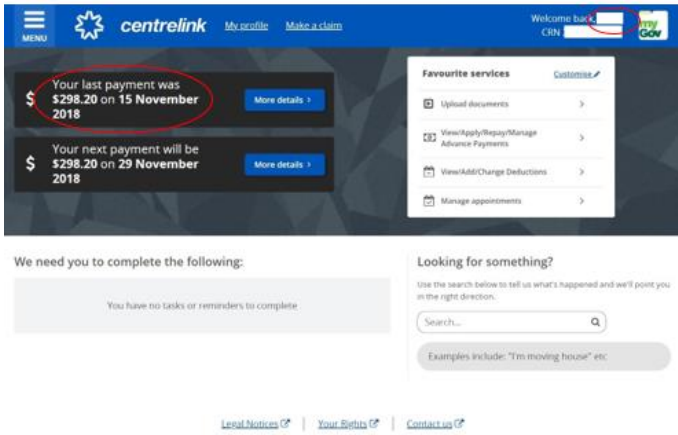 MENU
centrelink
My profile
Make a claim
Welcome back,
CRN
my
Gov
Your last payment was
$298.20 on 15 November
2018
More details >
Your next payment will be
$298.20 on 29 November
2018
More details >
Favourite services
Customise
Upload documents
View/Apply/Repay/Manage
Advance Payments
View/Add/Change Deductions
Manage appointments
We need you to complete the following:
You have no tasks or reminders to complete
Looking for something?
Use the search below to tell us what's happened and we'll point you
in the right direction.
Search...
Examples include: "I'm moving house" etc
Legal Notices
Your Rights
Contact us